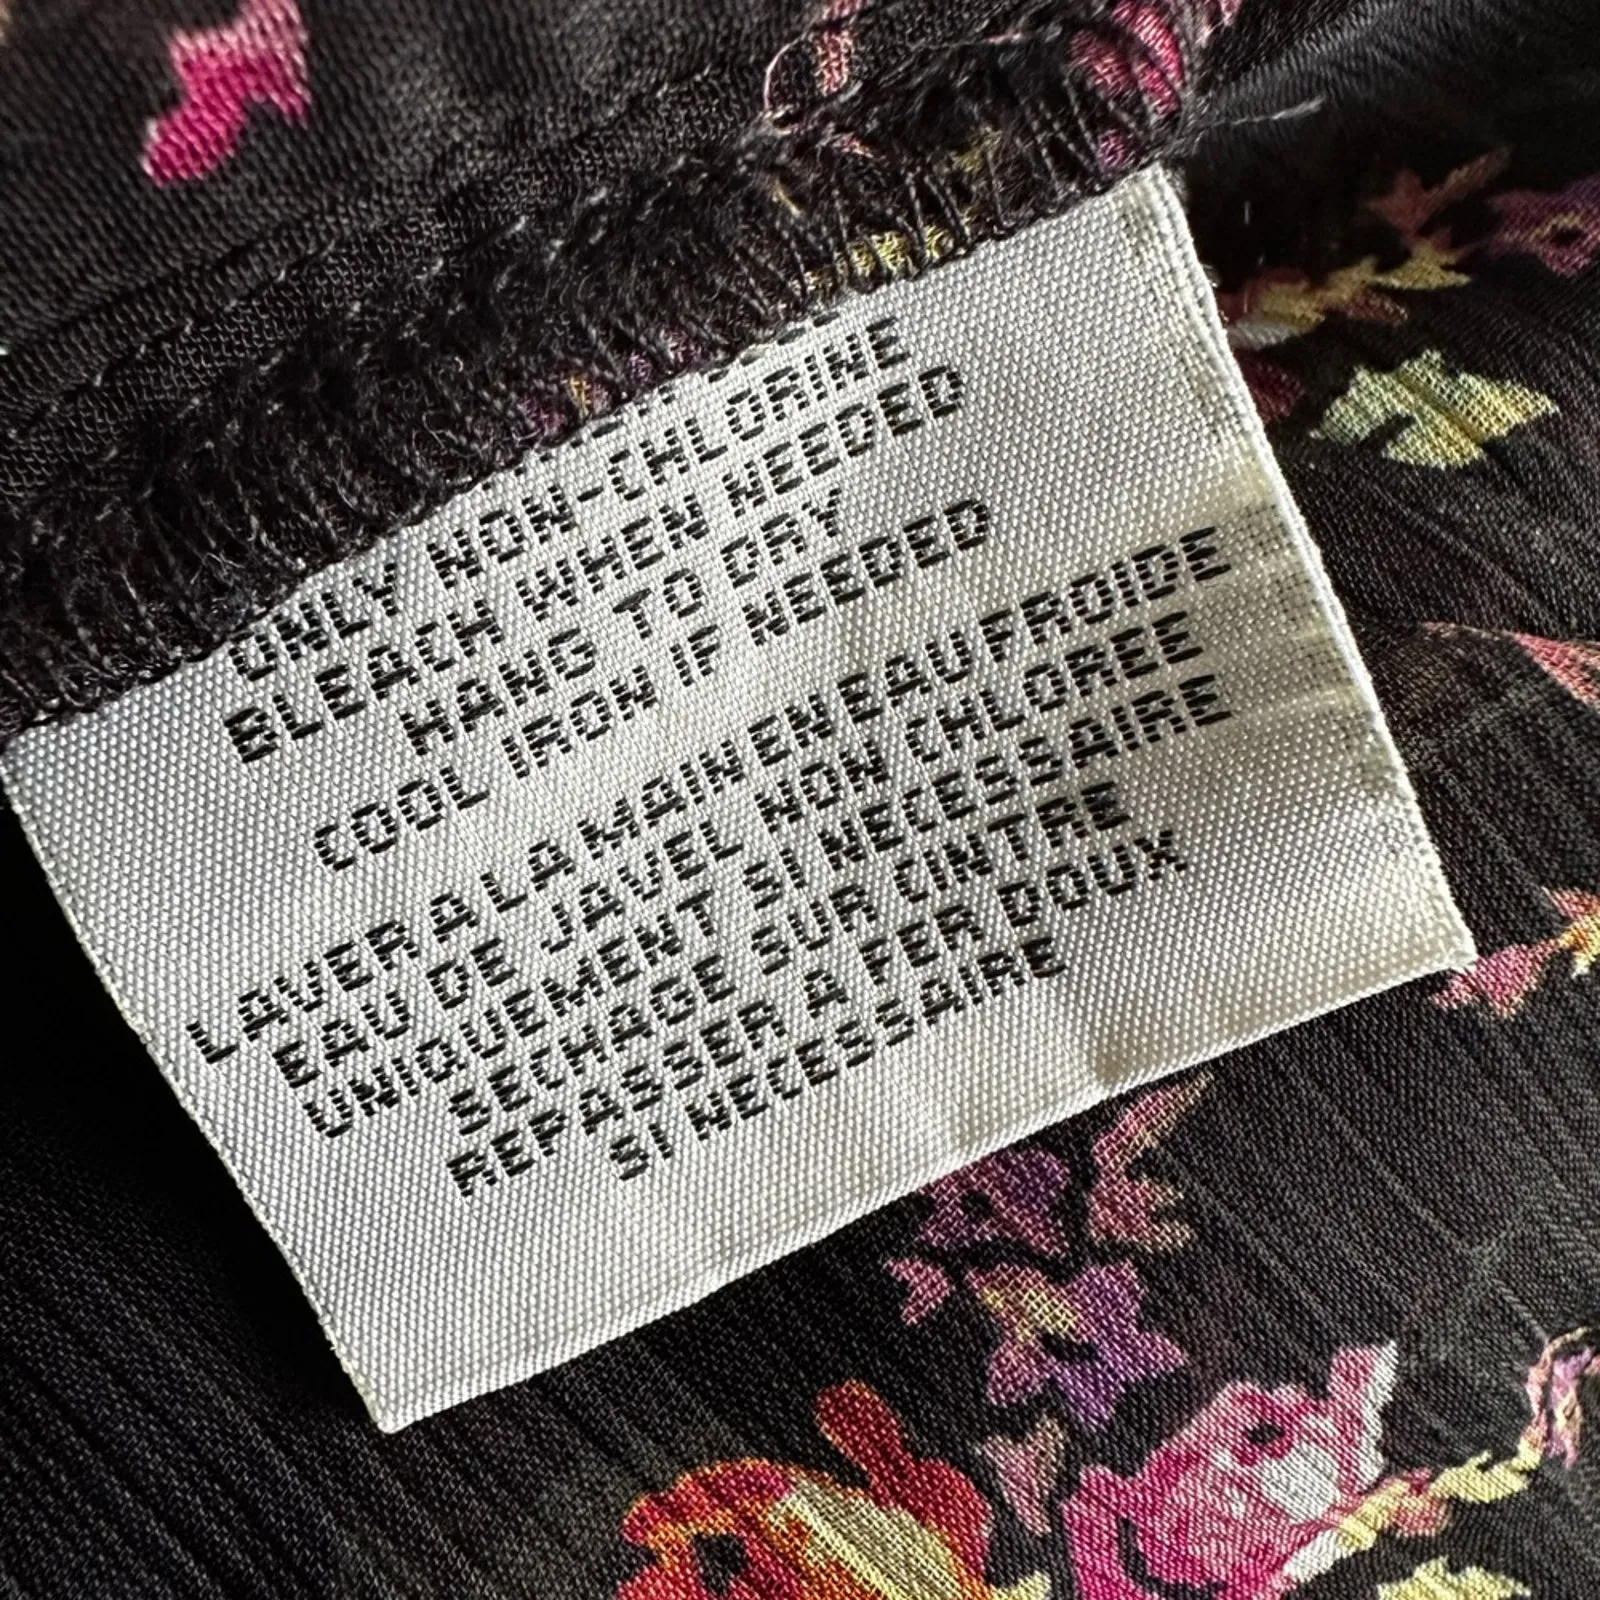 ONLY NON-CHLORINE
BLEACH WHEN NEEDED
HANG TO DRY
COOL IRON IF NEEDED
LAVER A LA MAIN EN EAU FROIDE
EAU DE JAVEL NON CHLOREE
UNIQUEMENT SI NECESSAIRE
SECHAGE SUR CINTRE
REPASSER A FER DOUX
SI NECESSAIRE